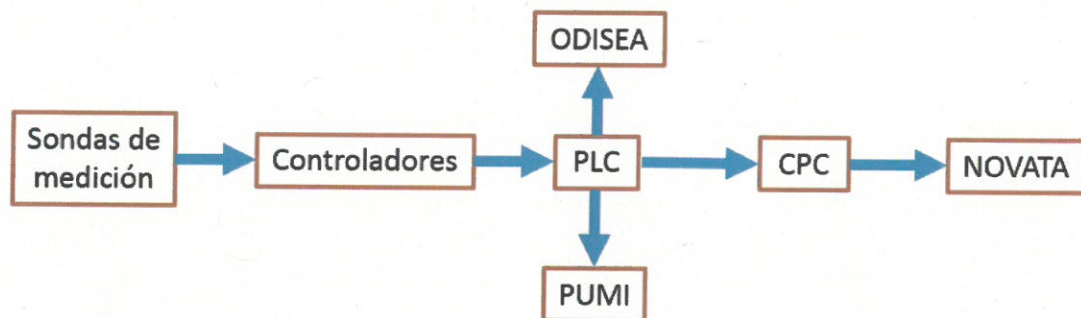 ODISEA
Sondas de
medición
Controladores
PLC
CPC
NOVATA
PUMI